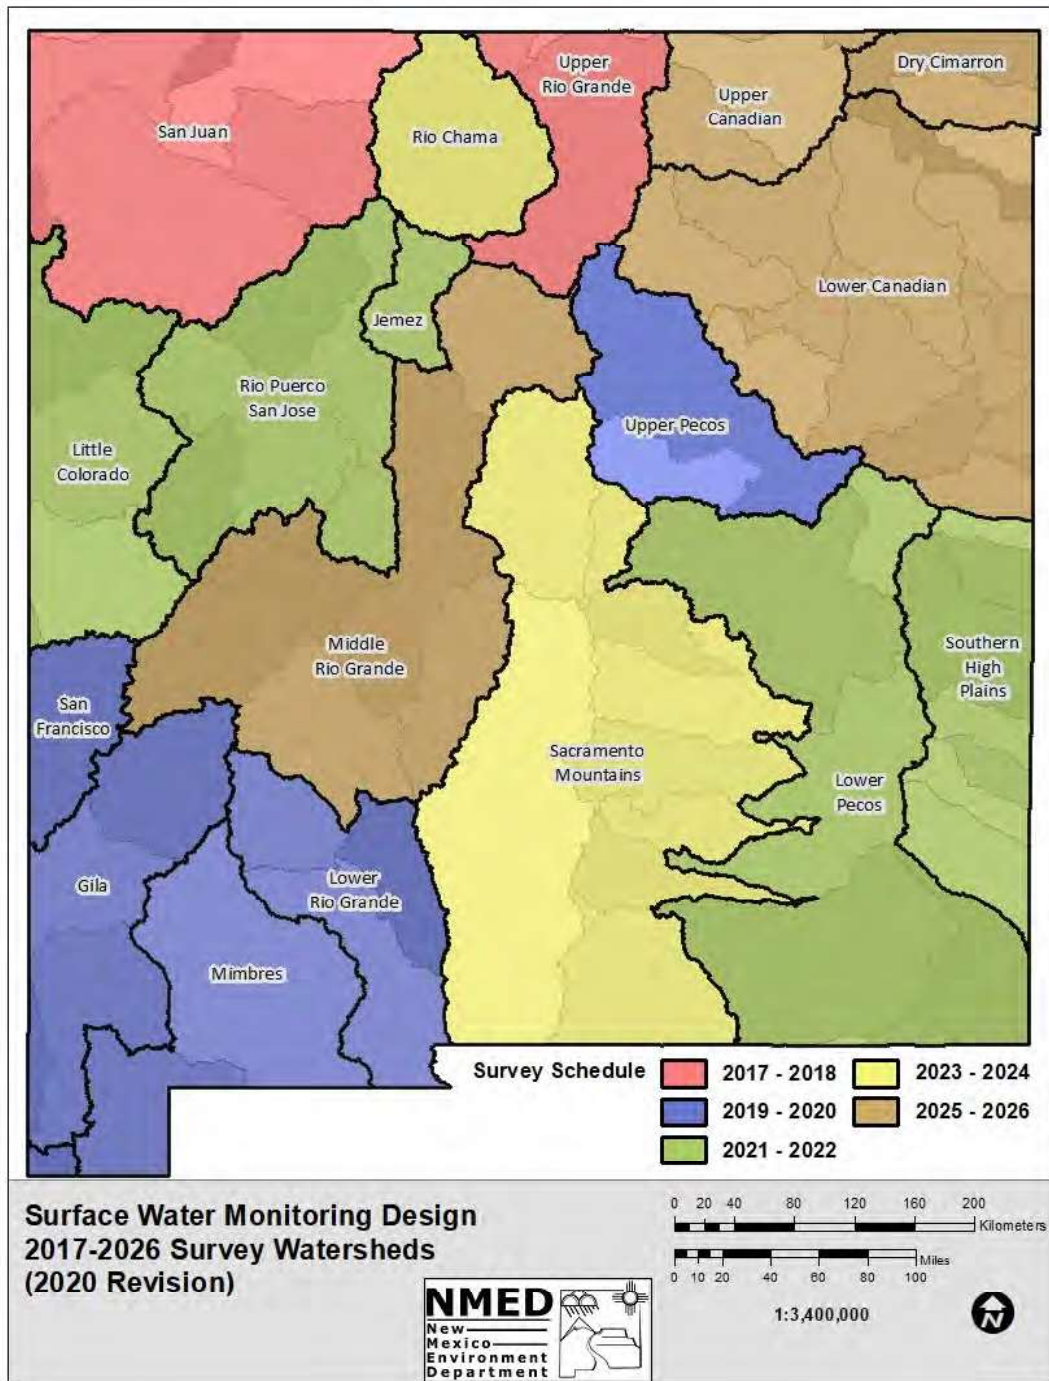 Upper
Rio Grande
Dry Cimarron
Upper
Canadian
San Juan
Rio Chama
Lower Canadian
Jemez
Rio Puerco
San Jose
Upper Pecos
Little
Colorado
Middle
Rio Grande
Southern
High
Plains
San
Francisco
Sacramento
Mountains
Lower
Pecos
Gila
Lower
Rio Grande
Mimbres
Survey Schedule
2017 - 2018
2023 - 2024
2019 - 2020
2025 - 2026
2021 - 2022
Surface Water Monitoring Design
2017-2026 Survey Watersheds
(2020 Revision)
0 20 40 80 120 160 200
Kilometers
Miles
0 10 20 40 60 80 100
1:3,400,000
N
NMED
New
Mexico
Environment
Department